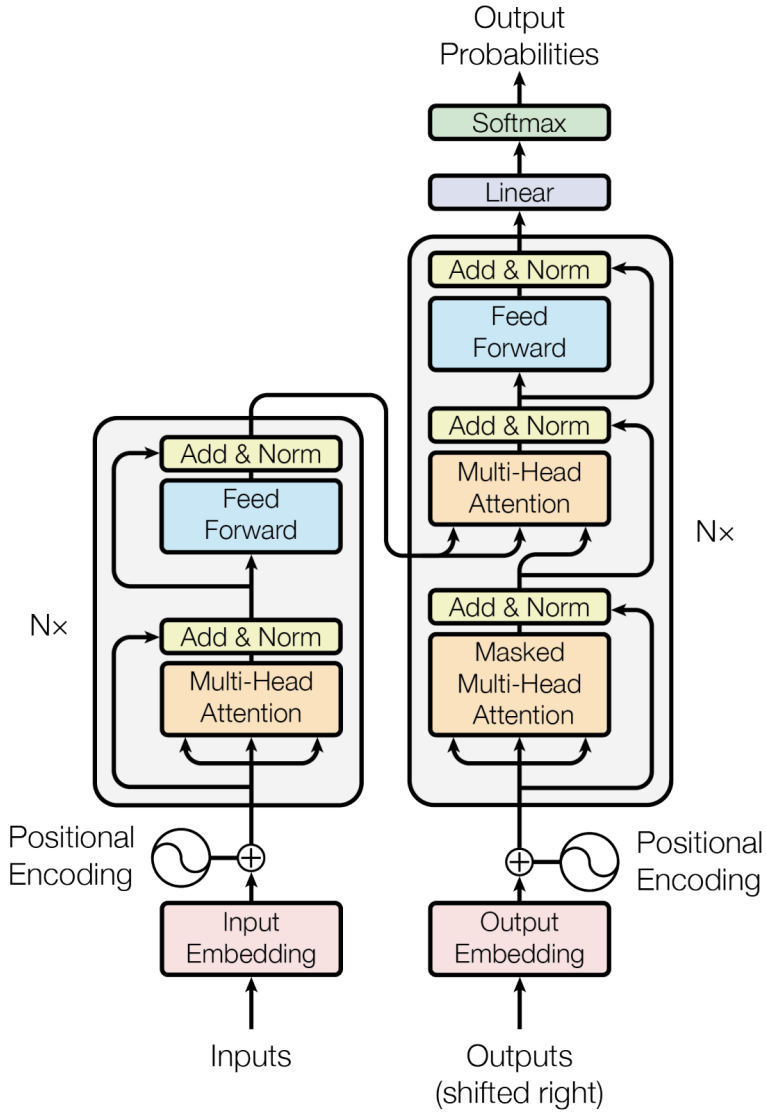 Output
Probabilities
Softmax
Linear
Add & Norm
Feed
Forward
Add & Norm
Multi-Head
Attention
Add & Norm
Masked
Multi-Head
Attention
N×
Add & Norm
Feed
Forward
Add & Norm
Multi-Head
Attention
N×
Positional
Encoding
Positional
Encoding
Input
Embedding
Output
Embedding
Inputs
Outputs
(shifted right)